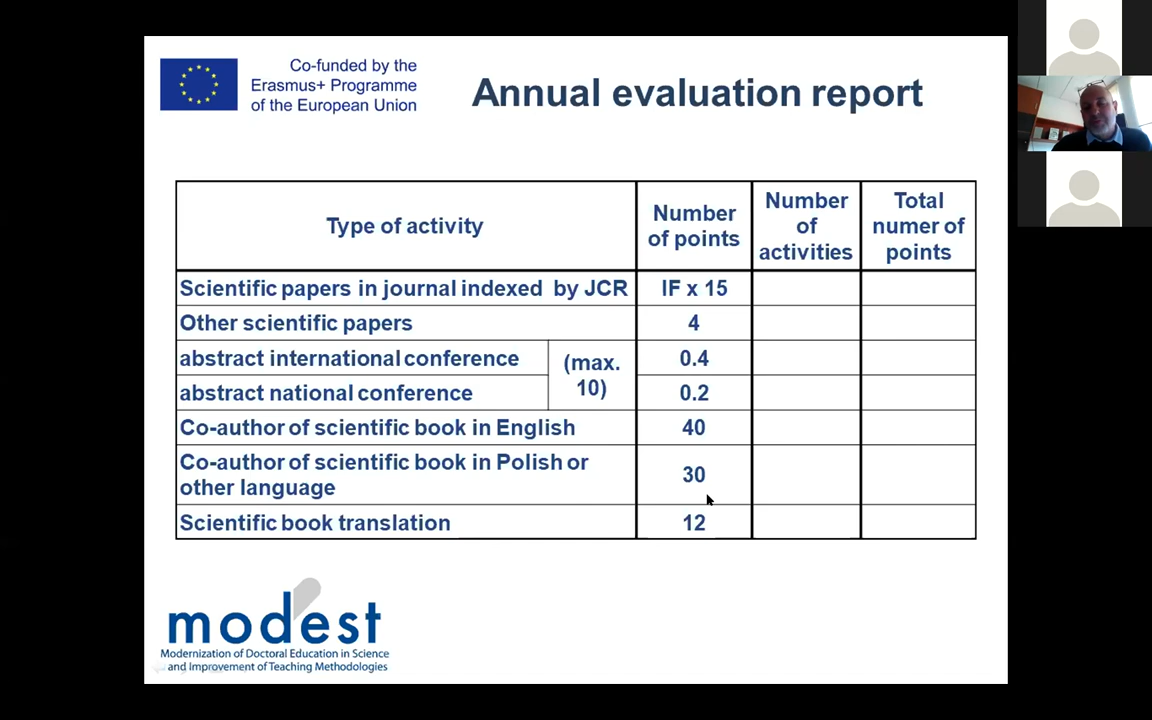 Co-funded by the
Erasmus+ Programme
of the European Union
Annual evaluation report
Type of activity
Number
of points
Number
of
activities
Total
numer of
points
Scientific papers in journal indexed by JCR
IF x 15
Other scientific papers
4
abstract international conference
(max.
10)
0.4
abstract national conference
0.2
Co-author of scientific book in English
40
Co-author of scientific book in Polish or
other language
30
Scientific book translation
12
modest
Modernization of Doctoral Education in Science
and Improvement of Teaching Methodologies